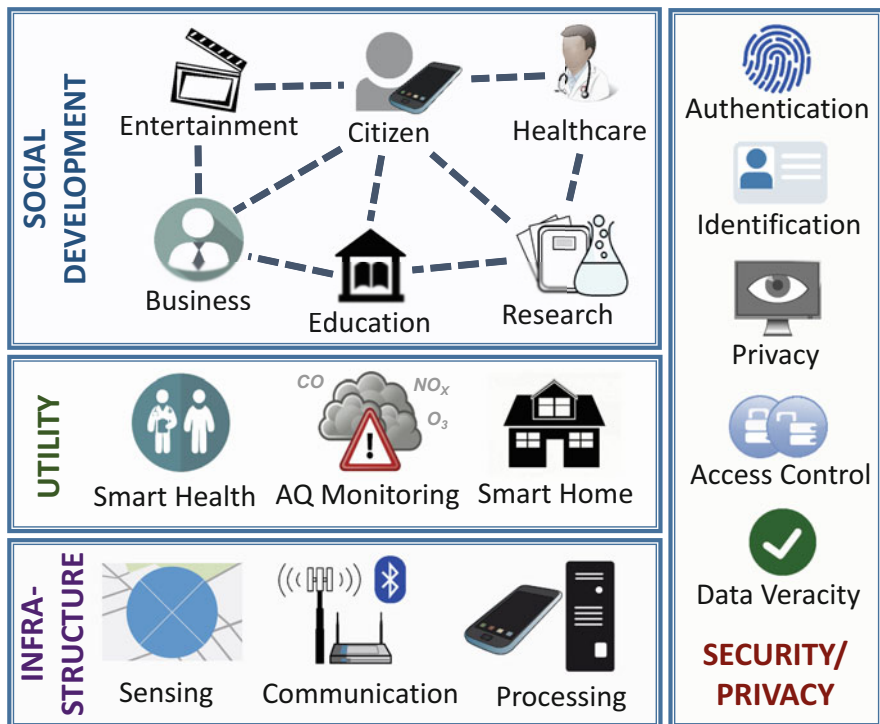 SOCIAL
DEVELOPMENT
Entertainment
Citizen
Healthcare
Business
Education
Research
UTILITY
CO
NOX
O3
Smart Health
AQ Monitoring
Smart Home
INFRA-
STRUCTURE
Sensing
Communication
Processing
Authentication
Identification
Privacy
Access Control
Data Veracity
SECURITY/
PRIVACY